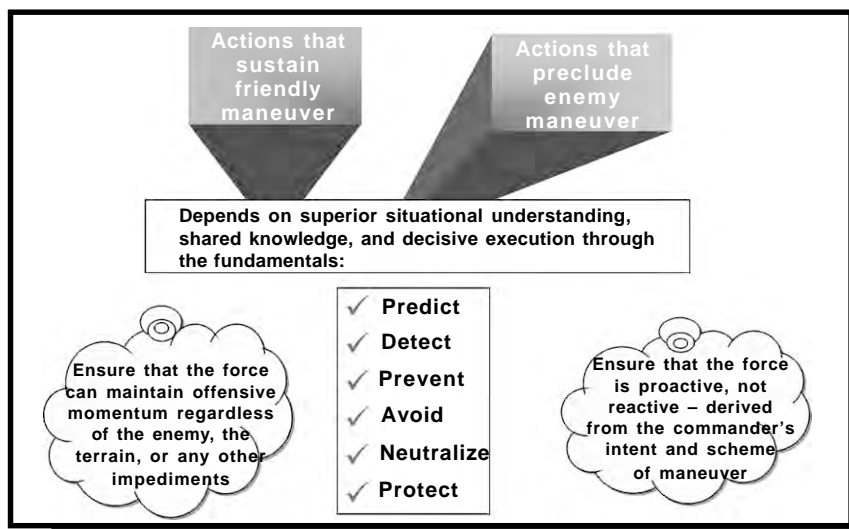 Actions that
sustain
friendly
maneuver
Actions that
preclude
enemy
maneuver
Depends on superior situational understanding,
shared knowledge, and decisive execution through
the fundamentals:
Ensure that the force
can maintain offensive
momentum regardless
of the enemy, the
terrain, or any other
impediments
✓ Predict
✓ Detect
✓ Prevent
✓ Avoid
✓ Neutralize
✓ Protect
Ensure that the force
is proactive, not
reactive – derived
from the commander’s
intent and scheme
of maneuver